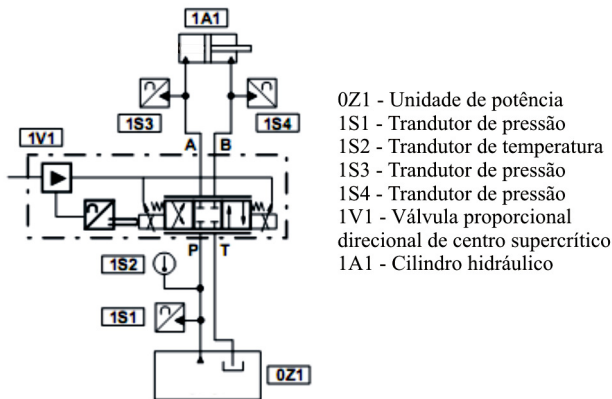 1A1
1S3
1S4
1V1
A
B
P
T
1S2
1S1
0Z1
0Z1 - Unidade de potência
1S1 - Trandutor de pressão
1S2 - Trandutor de temperatura
1S3 - Trandutor de pressão
1S4 - Trandutor de pressão
1V1 - Válvula proporcional
direcional de centro supercrítico
1A1 - Cilindro hidráulico